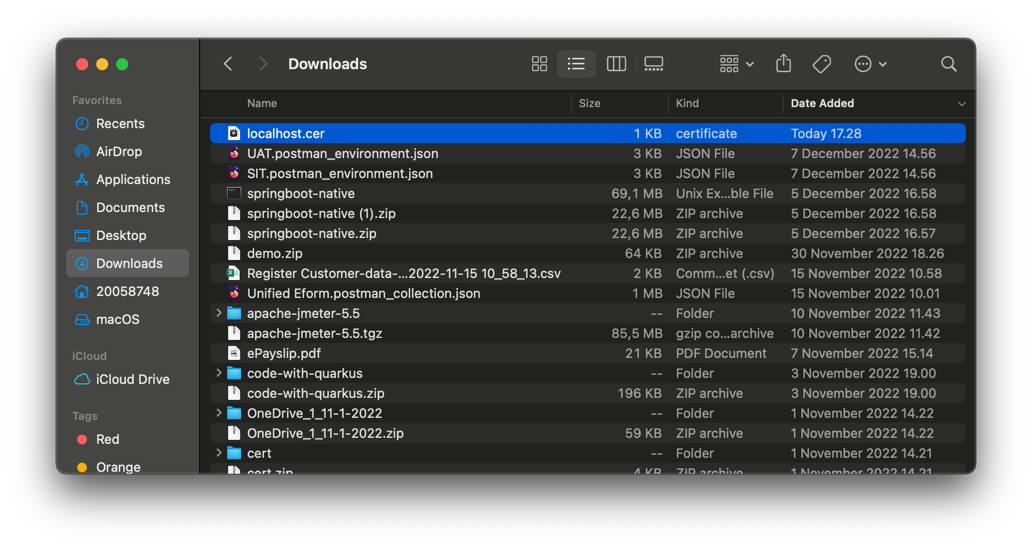 Downloads
Favorites
Recents
AirDrop
Applications
Documents
Desktop
Downloads
20058748
macOS
iCloud
iCloud Drive
Tags
Red
Orange
Name Size Kind Date Added
localhost.cer 1 KB certificate Today 17.28
UAT.postman_environment.json 3 KB JSON File 7 December 2022 14.56
SIT.postman_environment.json 3 KB JSON File 7 December 2022 14.56
springboot-native 69,1 MB Unix Ex...ble File 5 December 2022 16.58
springboot-native (1).zip 22,6 MB ZIP archive 5 December 2022 16.58
springboot-native.zip 22,6 MB ZIP archive 5 December 2022 16.57
demo.zip 64 KB ZIP archive 30 November 2022 18.26
Register Customer-data-...2022-11-15 10_58_13.csv 2 KB Comm...et (.csv) 15 November 2022 10.58
Unified Eform.postman_collection.json 1 MB JSON File 15 November 2022 10.01
apache-jmeter-5.5 -- Folder 10 November 2022 11.43
apache-jmeter-5.5.tgz 85,5 MB gzip co...archive 10 November 2022 11.42
ePayslip.pdf 21 KB PDF Document 7 November 2022 15.14
code-with-quarkus -- Folder 3 November 2022 19.00
code-with-quarkus.zip 196 KB ZIP archive 3 November 2022 19.00
OneDrive_1_11-1-2022 -- Folder 1 November 2022 14.22
OneDrive_1_11-1-2022.zip 59 KB ZIP archive 1 November 2022 14.22
cert -- Folder 1 November 2022 14.21
cert.zip 4 KB ZIP archive 1 November 2022 14.21